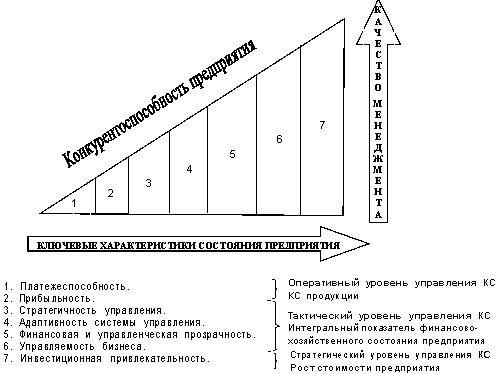 Конкурентоспособность предприятия
КАЧЕСТВО МЕНЕДЖМЕНТА
1
2
3
4
5
6
7
КЛЮЧЕВЫЕ ХАРАКТЕРИСТИКИ СОСТОЯНИЯ ПРЕДПРИЯТИЯ
1. Платежеспособность.
2. Прибыльность.
3. Стратегичность управления.
4. Адаптивность системы управления.
5. Финансовая и управленческая прозрачность.
6. Управляемость бизнеса.
7. Инвестиционная привлекательность.
Оперативный уровень управления КС
КС продукции
Тактический уровень управления КС
Интегральный показатель финансово-
хозяйственного состояния предприятия
Стратегический уровень управления КС
Рост стоимости предприятия